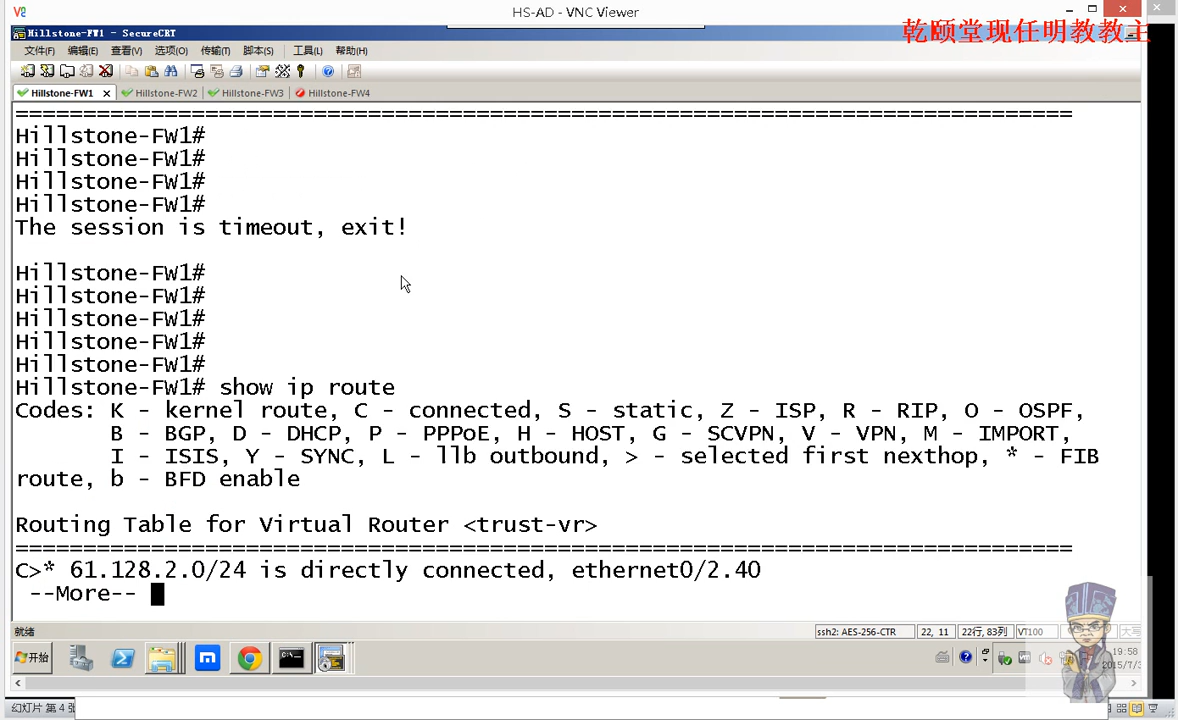 HS-AD - VNC Viewer
乾颐堂现任明教教主
Hillstone-FW1 - SecureCRT
文件(F) 编辑(E) 查看(V) 选项(O) 传输(T) 脚本(S) 工具(L) 帮助(H)
Hillstone-FW1 Hillstone-FW2 Hillstone-FW3 Hillstone-FW4
==============================================================================
Hillstone-FW1#
Hillstone-FW1#
Hillstone-FW1#
Hillstone-FW1#
The session is timeout, exit!
Hillstone-FW1#
Hillstone-FW1#
Hillstone-FW1#
Hillstone-FW1#
Hillstone-FW1#
Hillstone-FW1# show ip route
Codes: K - kernel route, C - connected, S - static, Z - ISP, R - RIP, O - OSPF,
B - BGP, D - DHCP, P - PPPoE, H - HOST, G - SCVPN, V - VPN, M - IMPORT,
I - ISIS, Y - SYNC, L - llb outbound, > - selected first nexthop, * - FIB
route, b - BFD enable
Routing Table for Virtual Router <trust-vr>
==============================================================================
C>* 61.128.2.0/24 is directly connected, ethernet0/2.40
--More--
就绪
ssh2: AES-256-CTR 22, 11 22行, 83列 VT100
开始
19:58
幻灯片 第 4